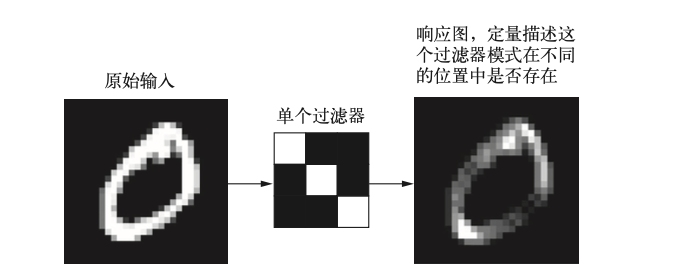 原始输入
单个过滤器
响应图，定量描述这
个过滤器模式在不同
的位置中是否存在